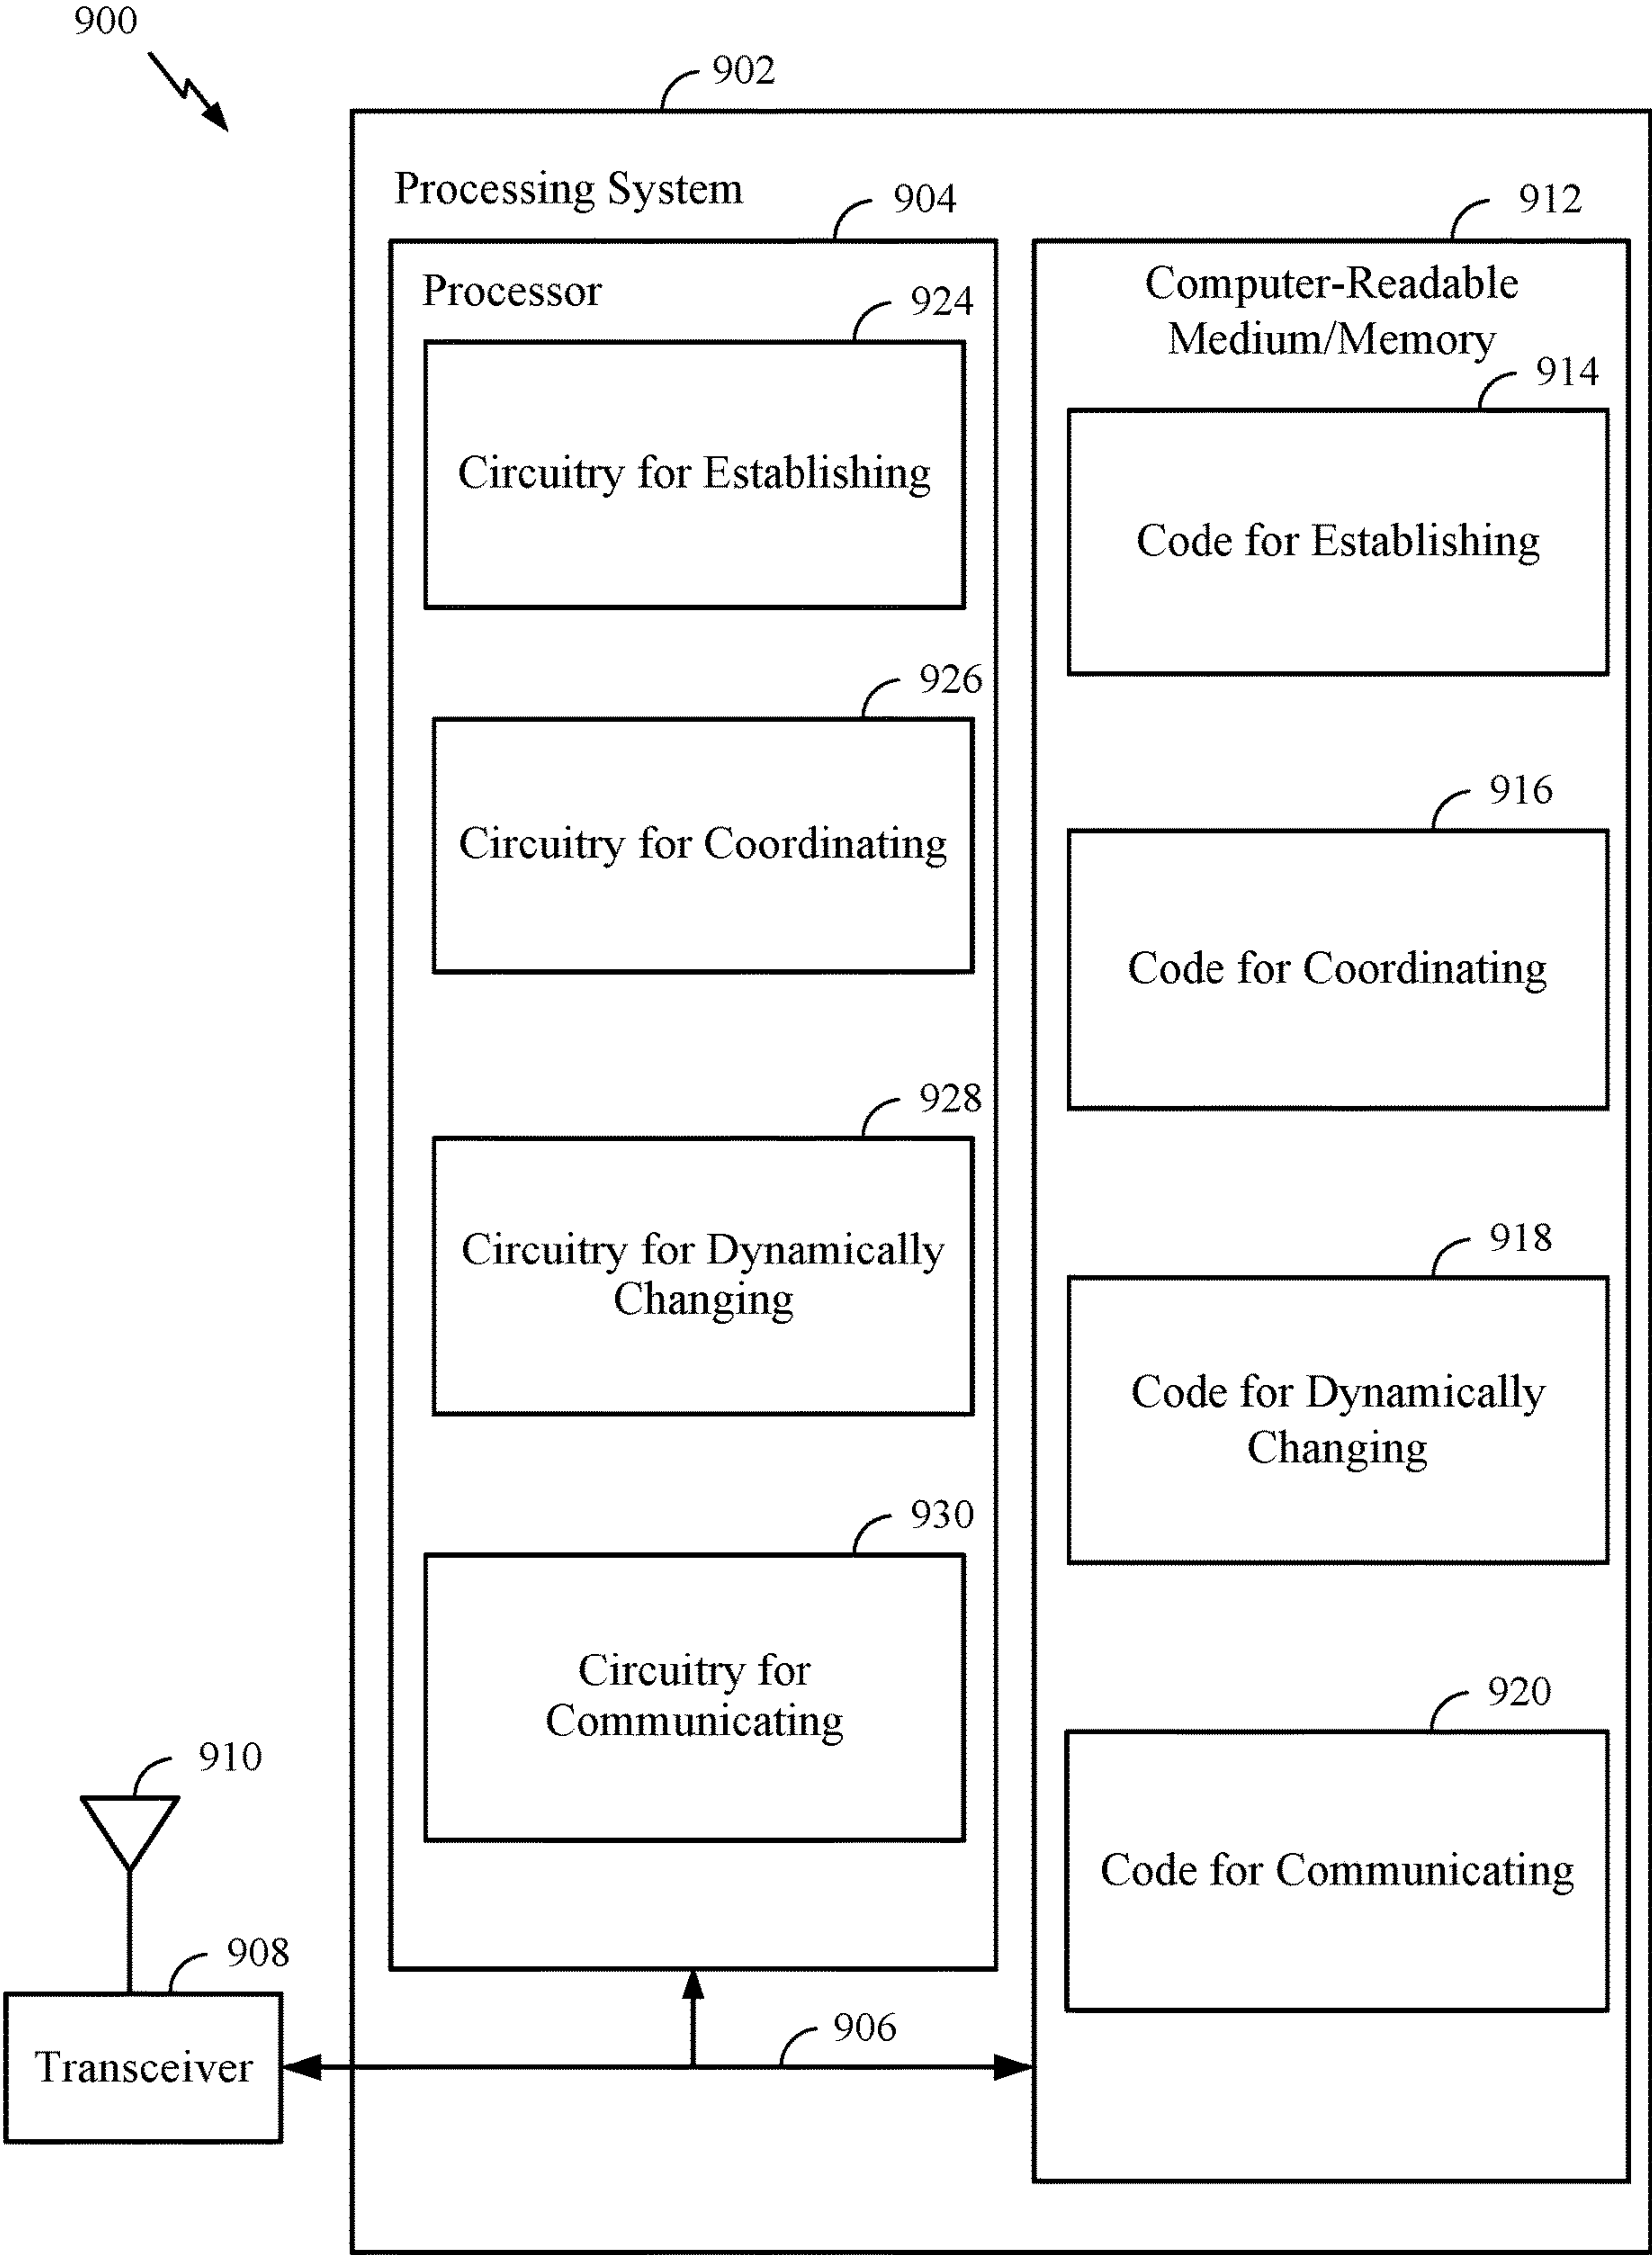 900
902
Processing System
904
912
Processor
924
Computer-Readable
Medium/Memory
914
Circuitry for Establishing
Code for Establishing
926
916
Circuitry for Coordinating
Code for Coordinating
928
918
Circuitry for Dynamically
Changing
Code for Dynamically
Changing
930
920
Circuitry for
Communicating
910
Code for Communicating
908
906
Transceiver